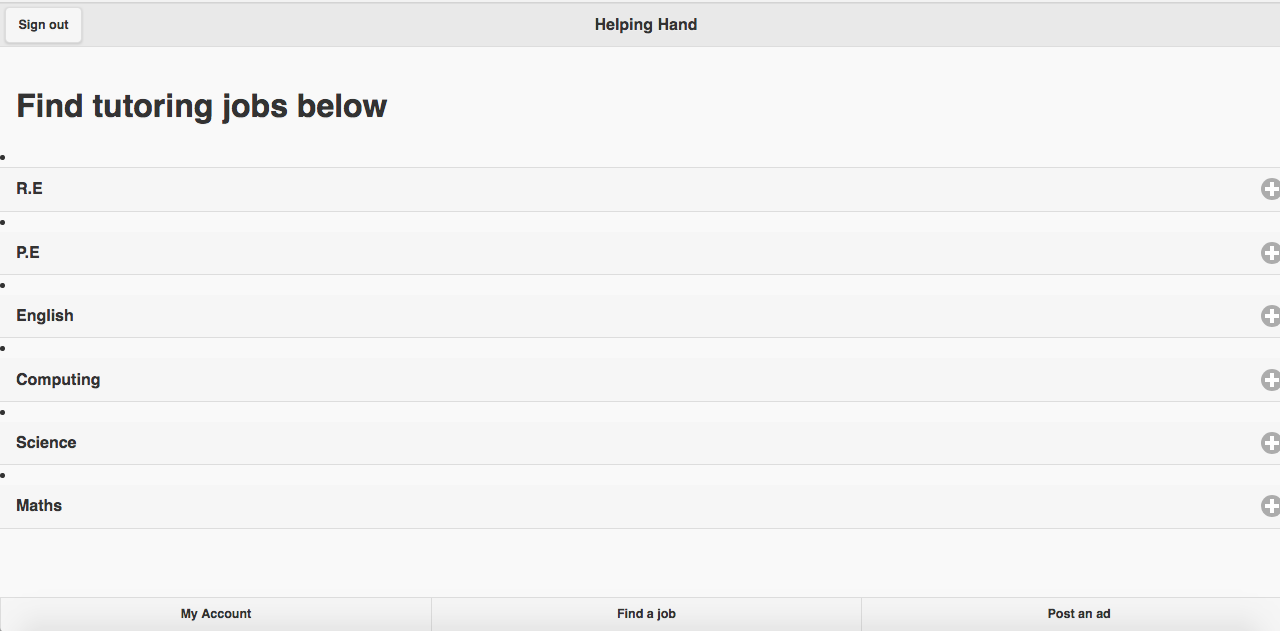 Sign out
Helping Hand
Find tutoring jobs below
R.E
P.E
English
Computing
Science
Maths
My Account
Find a job
Post an ad